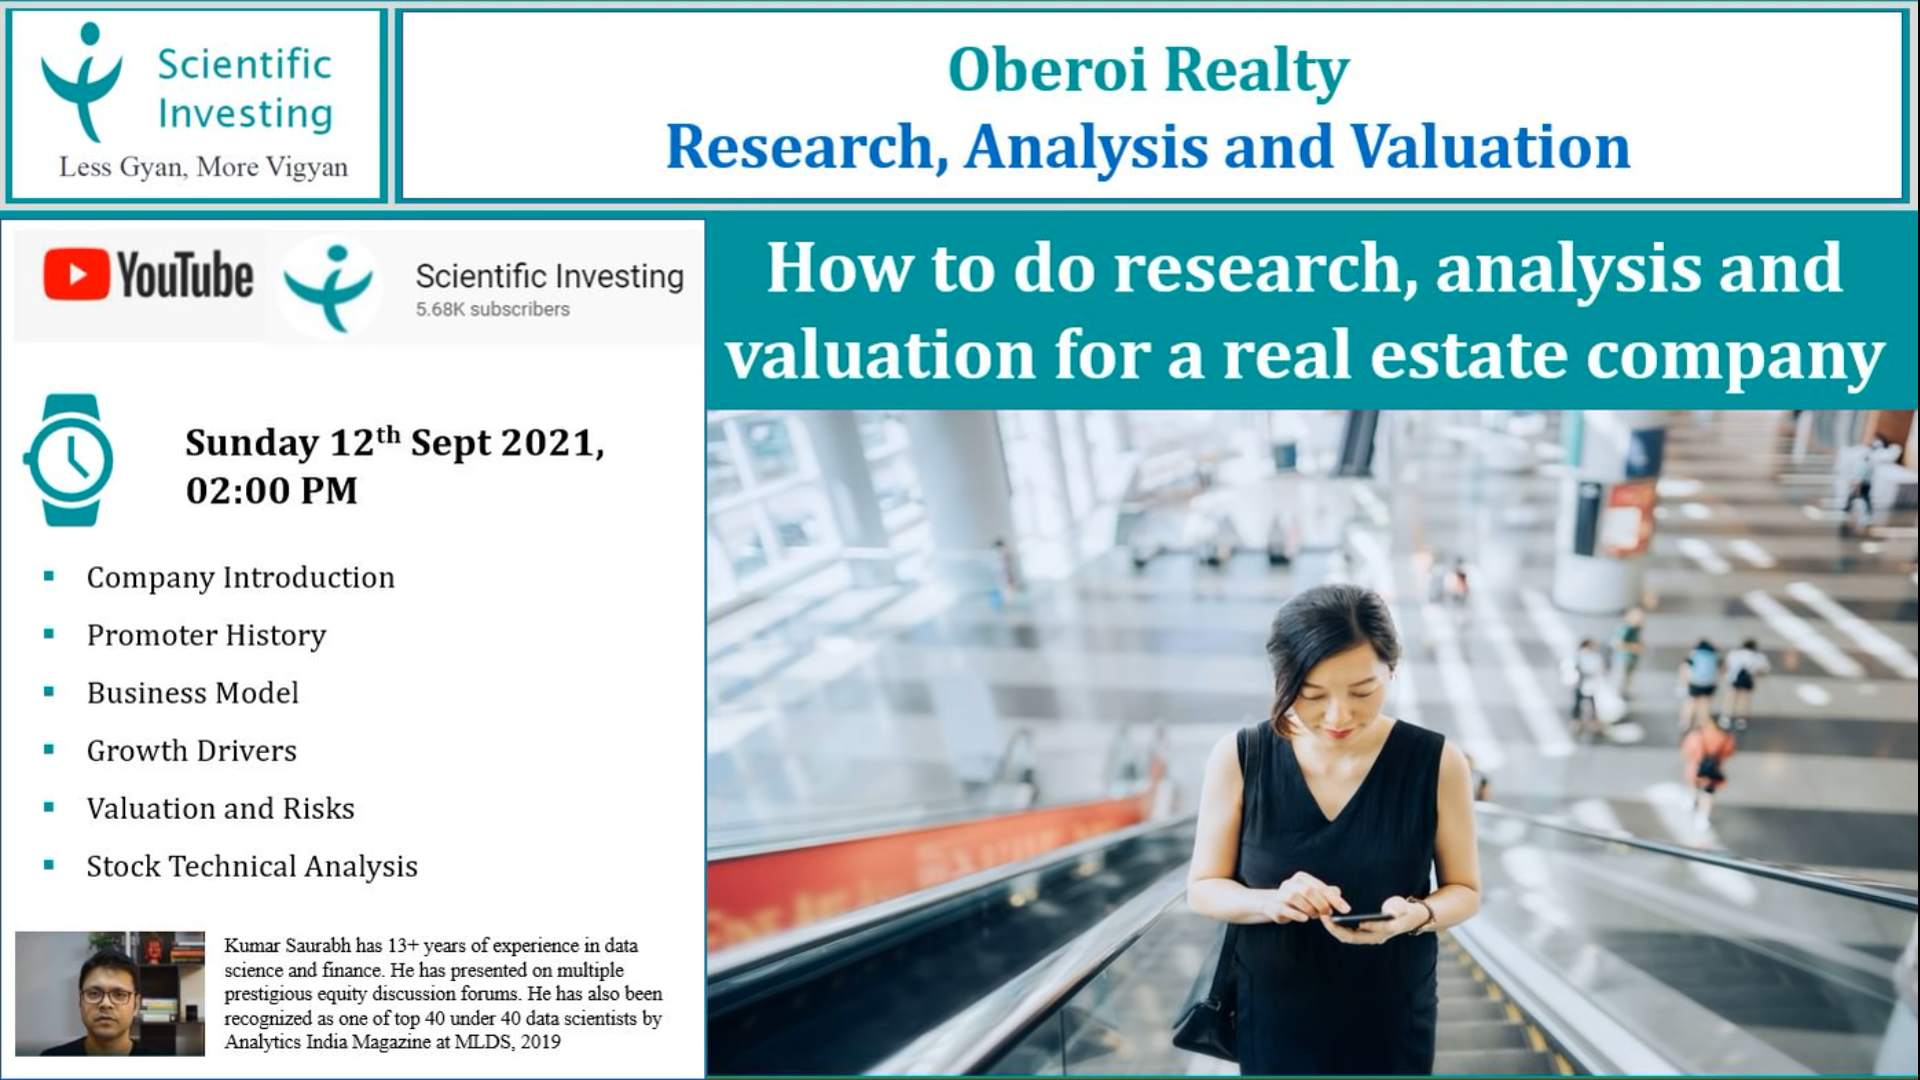 Scientific
Investing
Less Gyan, More Vigyan
Oberoi Realty
Research, Analysis and Valuation
YouTube
Scientific Investing
5.68K subscribers
How to do research, analysis and
valuation for a real estate company
Sunday 12th Sept 2021,
02:00 PM
▪ Company Introduction
▪ Promoter History
▪ Business Model
▪ Growth Drivers
▪ Valuation and Risks
▪ Stock Technical Analysis
Kumar Saurabh has 13+ years of experience in data
science and finance. He has presented on multiple
prestigious equity discussion forums. He has also been
recognized as one of top 40 under 40 data scientists by
Analytics India Magazine at MLDS, 2019